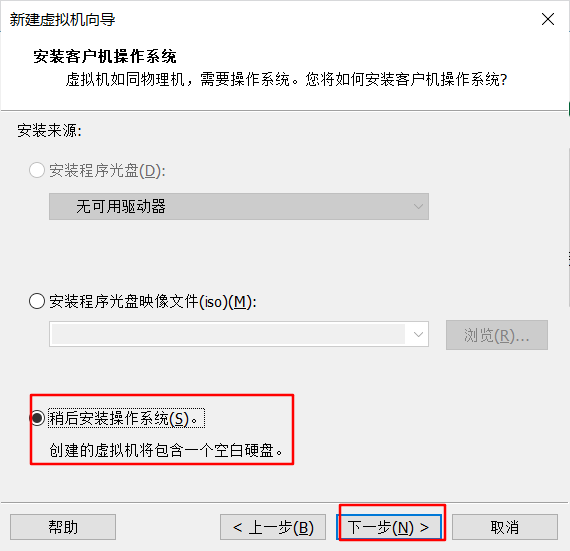 新建虚拟机向导
安装客户机操作系统
虚拟机如同物理机，需要操作系统。您将如何安装客户机操作系统?
安装来源:
安装程序光盘(D):
无可用驱动器
安装程序光盘映像文件(iso)(M):
浏览(R)...
稍后安装操作系统(S)。
创建的虚拟机将包含一个空白硬盘。
帮助
< 上一步(B)
下一步(N) >
取消